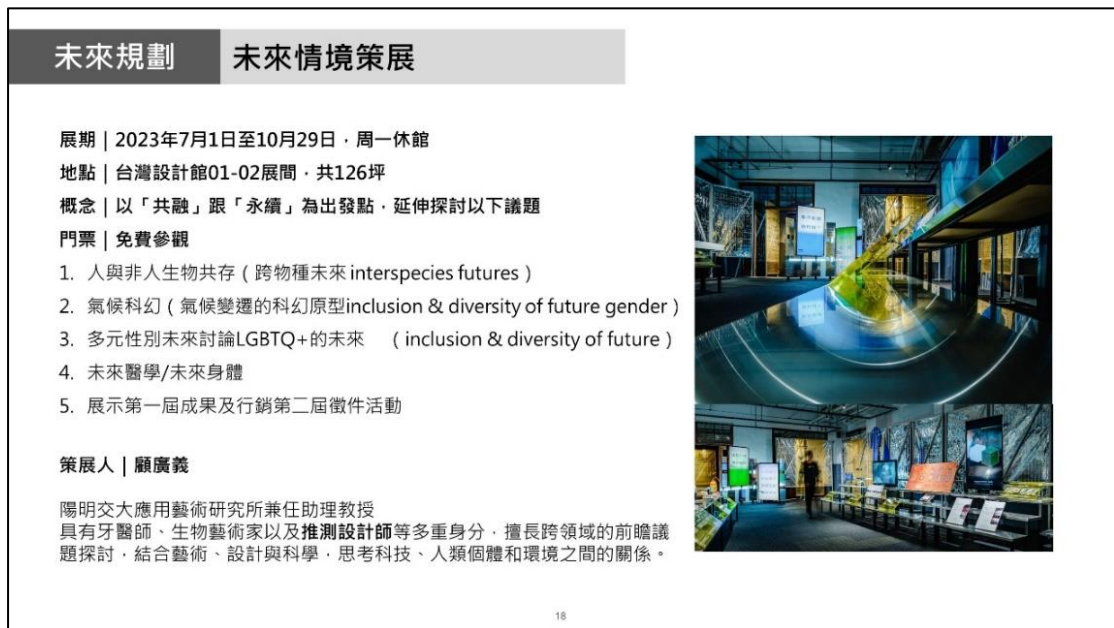 未來規劃
未來情境策展
展期 | 2023年7月1日至10月29日，周一休館
地點 | 台灣設計館01-02展間，共126坪
概念 | 以「共融」跟「永續」為出發點，延伸探討以下議題
門票 | 免費參觀
1. 人與非人生物共存（跨物種未來interspecies futures）
2. 氣候科幻（氣候變遷的科幻原型inclusion & diversity of future gender）
3. 多元性別未來討論LGBTQ+的未來 （inclusion & diversity of future）
4. 未來醫學/未來身體
5. 展示第一屆成果及行銷第二屆徵件活動
策展人 | 顧廣義
陽明交大應用藝術研究所兼任助理教授
具有牙醫師、生物藝術家以及推測設計師等多重身分，擅長跨領域的前瞻議
題探討，結合藝術、設計與科學，思考科技、人類個體和環境之間的關係。
18